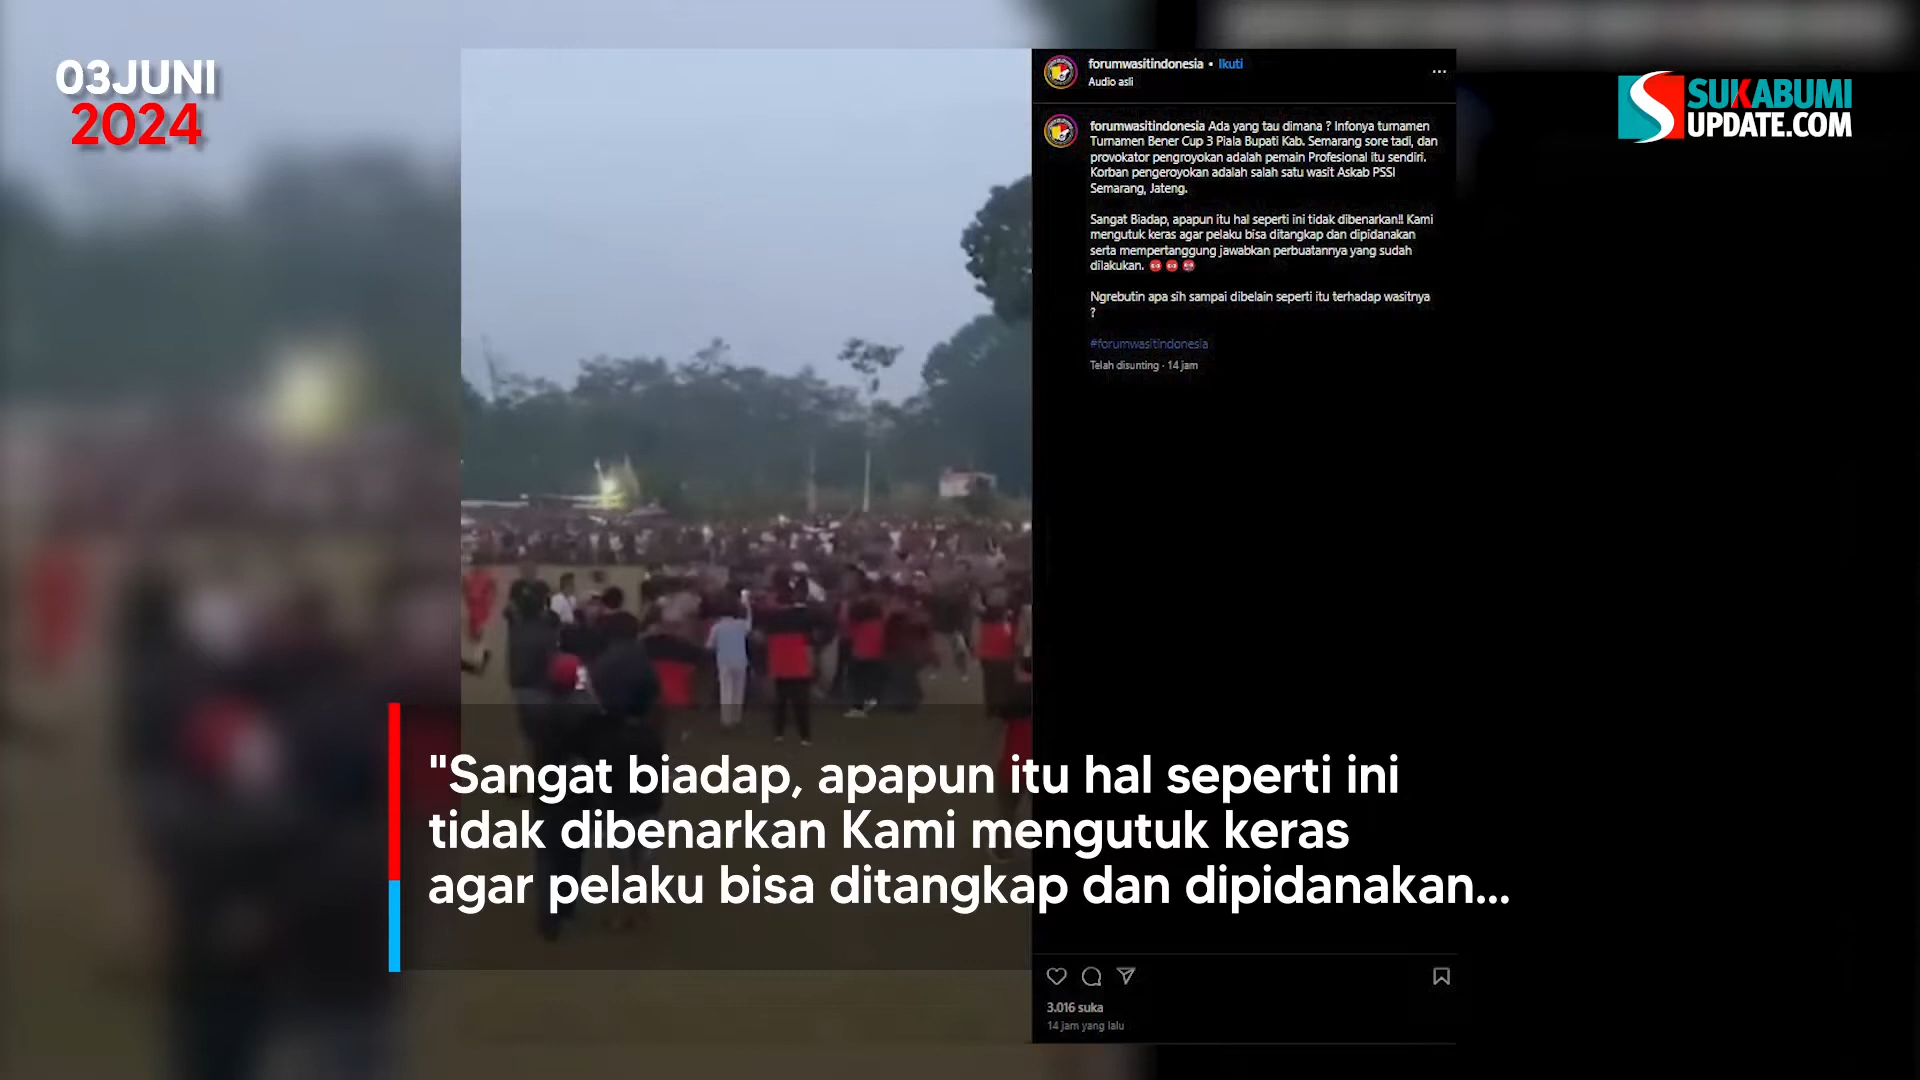 03JUNI
2024
SUKABUMI
UPDATE.COM
forumwasitindonesia • Ikuti
Audio asli
forumwasitindonesia Ada yang tau dimana ? Infonya turnamen
Turnamen Bener Cup 3 Piala Bupati Kab. Semarang sore tadi, dan
provokator pengroyokan adalah pemain Profesional itu sendiri.
Korban pengeroyokan adalah salah satu wasit Askab PSSI
Semarang, Jateng.
Sangat Biadap, apapun itu hal seperti ini tidak dibenarkan!! Kami
mengutuk keras agar pelaku bisa ditangkap dan dipidanakan
serta mempertanggung jawabkan perbuatannya yang sudah
dilakukan.
Ngrebutin apa sih sampai dibelain seperti itu terhadap wasitnya
?
#forumwasitindonesia
Telah disunting · 14 jam
"Sangat biadap, apapun itu hal seperti ini
tidak dibenarkan Kami mengutuk keras
agar pelaku bisa ditangkap dan dipidanakan...
3.016 suka
14 jam yang lalu